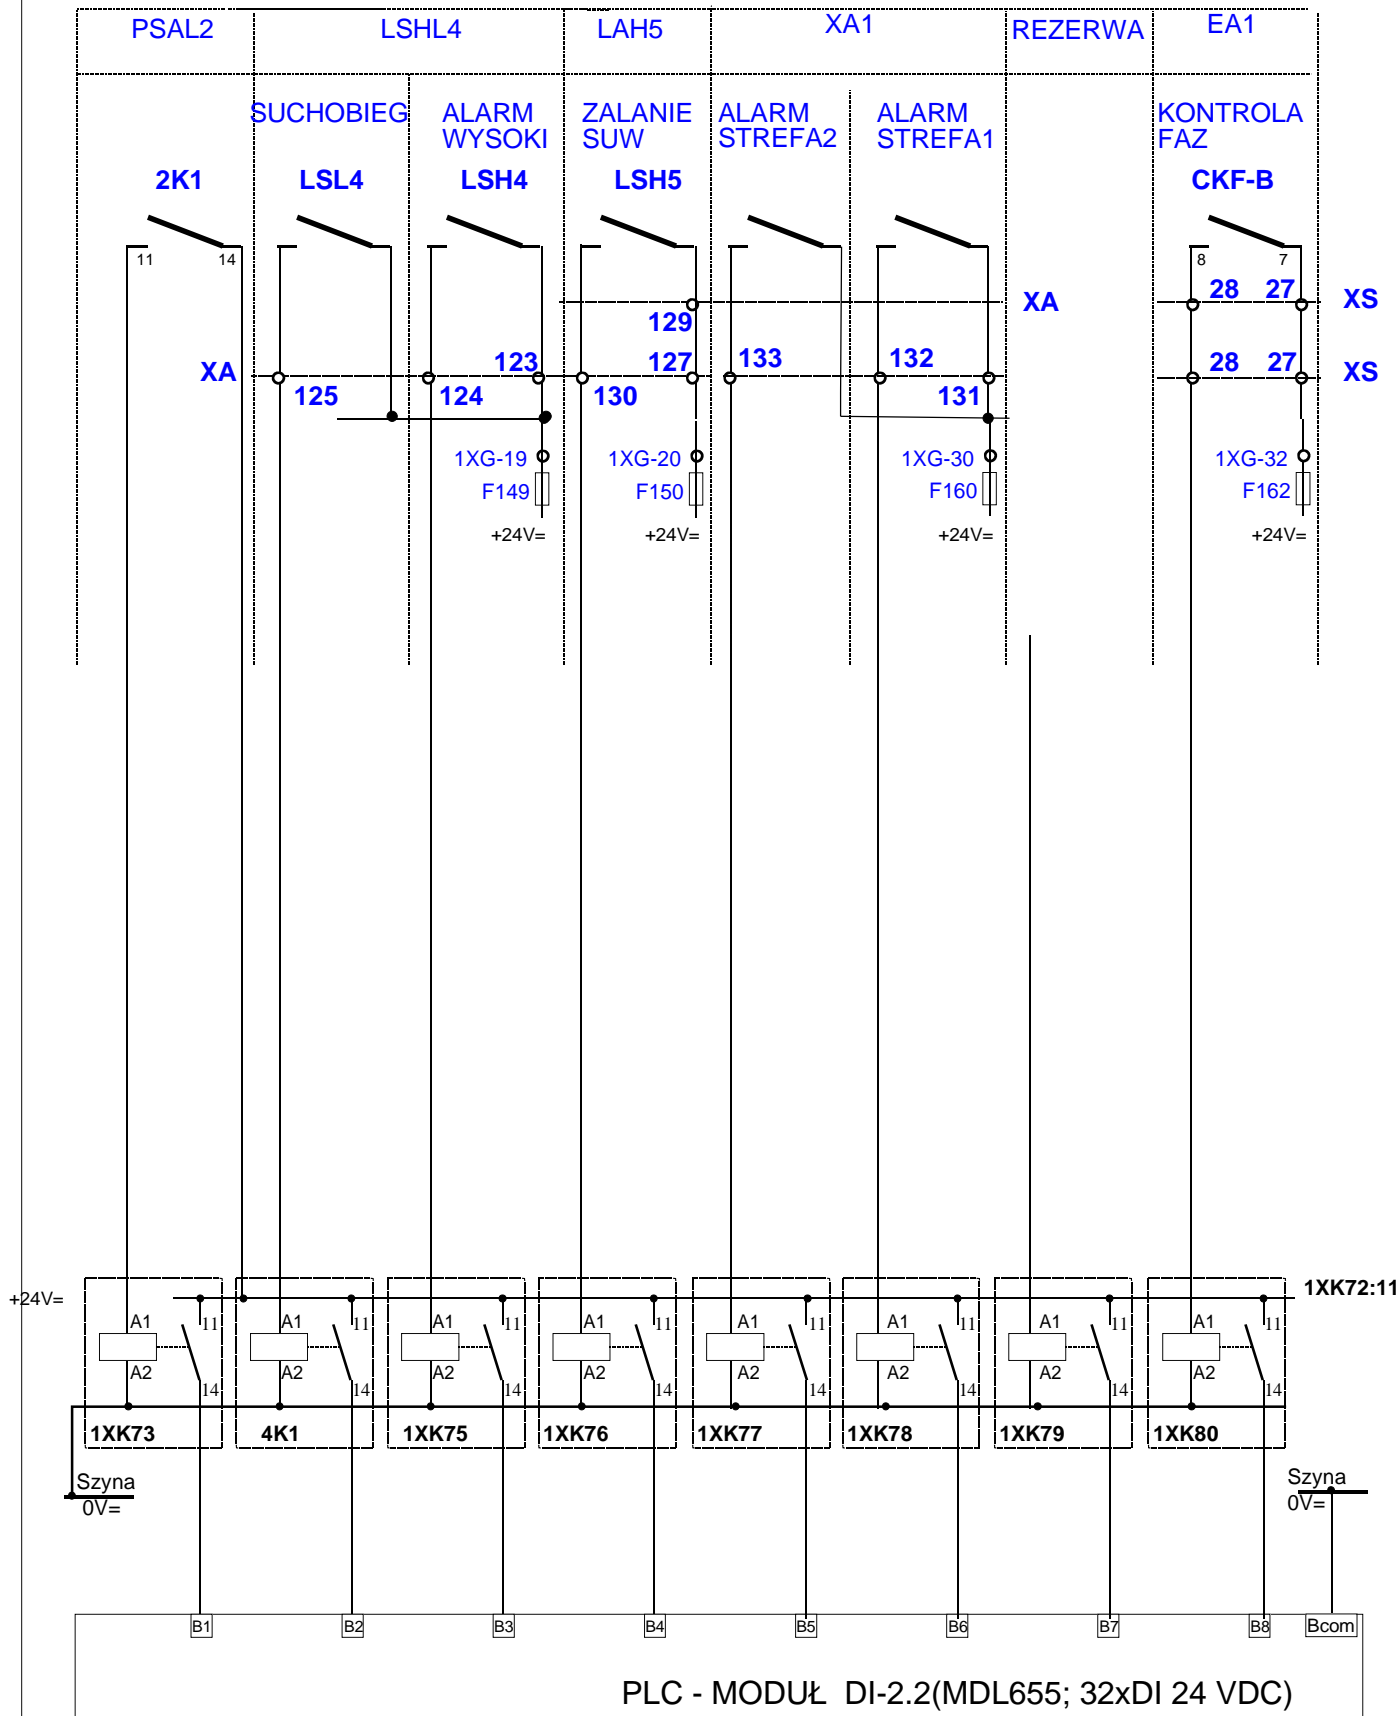 PSAL2 LSHL4 LAH5 XA1 REZERWA EA1
SUCHOBIEG ALARM ZALANIE ALARM ALARM KONTROLA
WYSOKI SUW STREFA2 STREFA1 FAZ
2K1 LSL4 LSH4 LSH5 CKF-B
11 14 8 7
28 27 XS
129 XA
XA 123 127 133 132 28 27 XS
125 124 130 131
1XG-19 1XG-20 1XG-30 1XG-32
F149 F150 F160 F162
+24V= +24V= +24V= +24V=
+24V= 1XK72:11
A1 11 A1 11 A1 11 A1 11 A1 11 A1 11 A1 11 A1 11
A2 14 A2 14 A2 14 A2 14 A2 14 A2 14 A2 14 A2 14
1XK73 4K1 1XK75 1XK76 1XK77 1XK78 1XK79 1XK80
Szyna Szyna
0V= 0V=
B1 B2 B3 B4 B5 B6 B7 B8 Bcom
PLC - MODUŁ DI-2.2(MDL655; 32xDI 24 VDC)